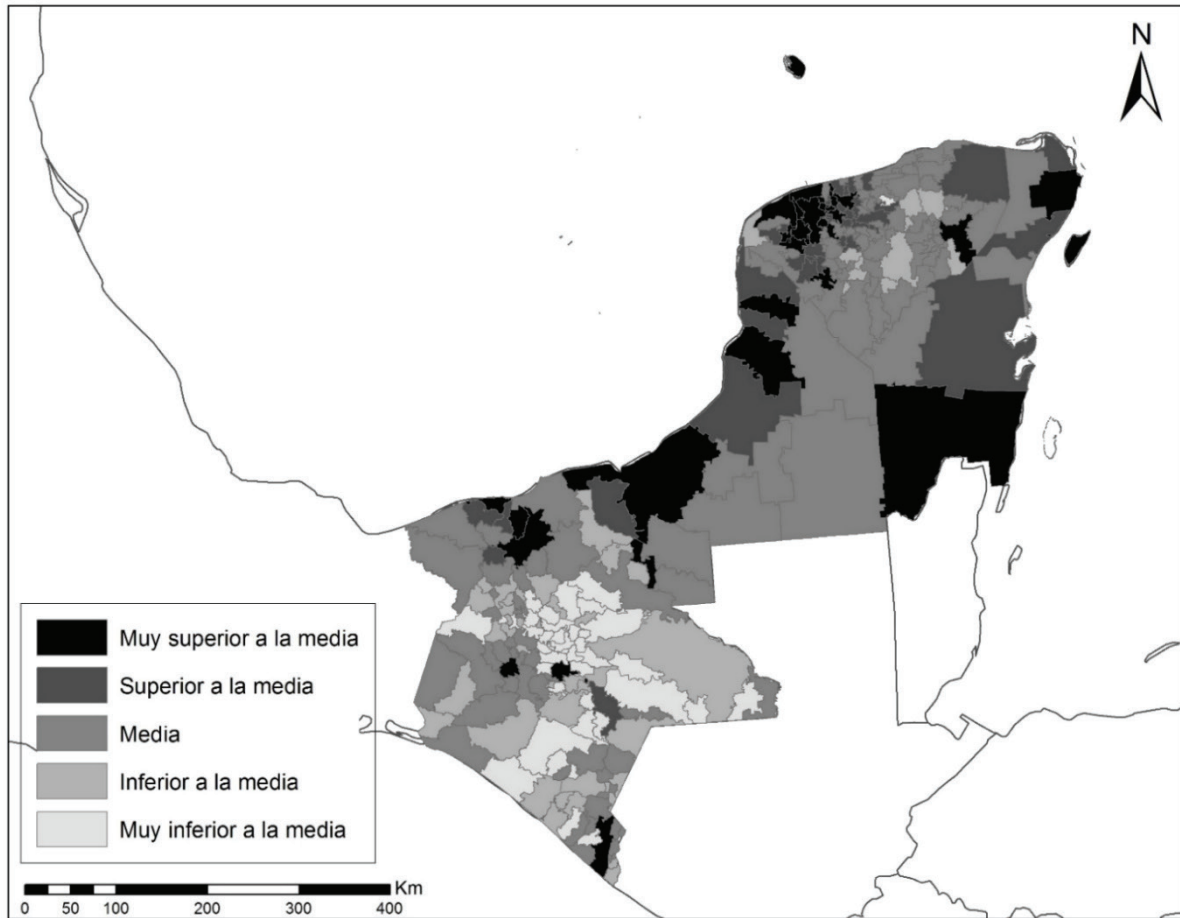 N
Muy superior a la media
Superior a la media
Media
Inferior a la media
Muy inferior a la media
Km
0 50 100 200 300 400